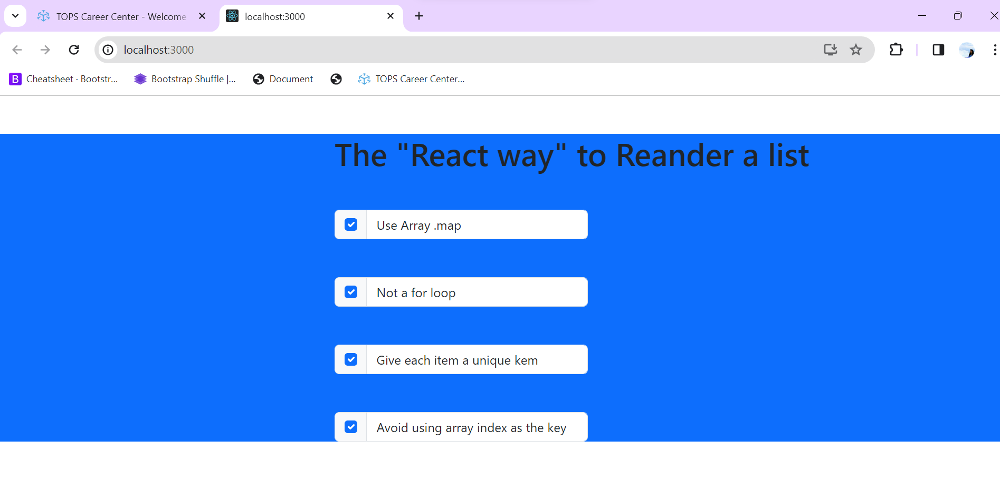 TOPS Career Center - Welcome
localhost:3000
localhost:3000
B Cheatsheet · Bootstr...
Bootstrap Shuffle |...
Document
TOPS Career Center...
The "React way" to Reander a list
Use Array .map
Not a for loop
Give each item a unique kem
Avoid using array index as the key